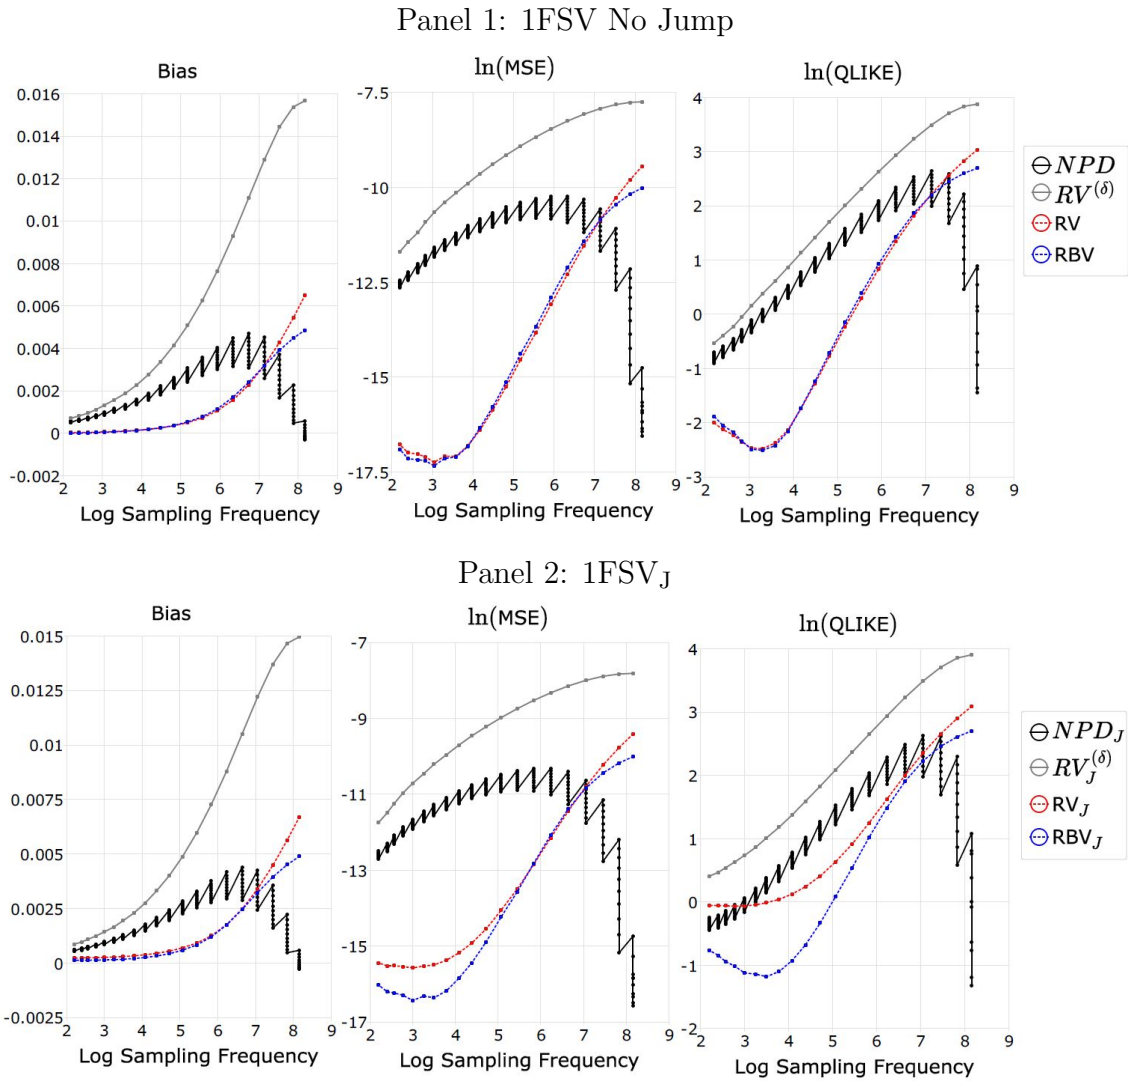 Panel 1: 1FSV No Jump
Bias
ln(MSE)
ln(QLIKE)
0.016
0.014
0.012
0.01
0.008
0.006
0.004
0.002
0
-0.002
2 3 4 5 6 7 8 9
Log Sampling Frequency
-7.5
-10
-12.5
-15
-17.5
2 3 4 5 6 7 8 9
Log Sampling Frequency
4
3
2
1
0
-1
-2
-3
2 3 4 5 6 7 8 9
Log Sampling Frequency
NPD
RV^(δ)
RV
RBV
Panel 2: 1FSV_J
Bias
ln(MSE)
ln(QLIKE)
0.015
0.0125
0.01
0.0075
0.005
0.0025
0
-0.0025
2 3 4 5 6 7 8 9
Log Sampling Frequency
-7
-9
-11
-13
-15
-17
2 3 4 5 6 7 8 9
Log Sampling Frequency
4
3
2
1
0
-1
-2
2 3 4 5 6 7 8 9
Log Sampling Frequency
NPD_J
RV_J^(δ)
RV_J
RBV_J